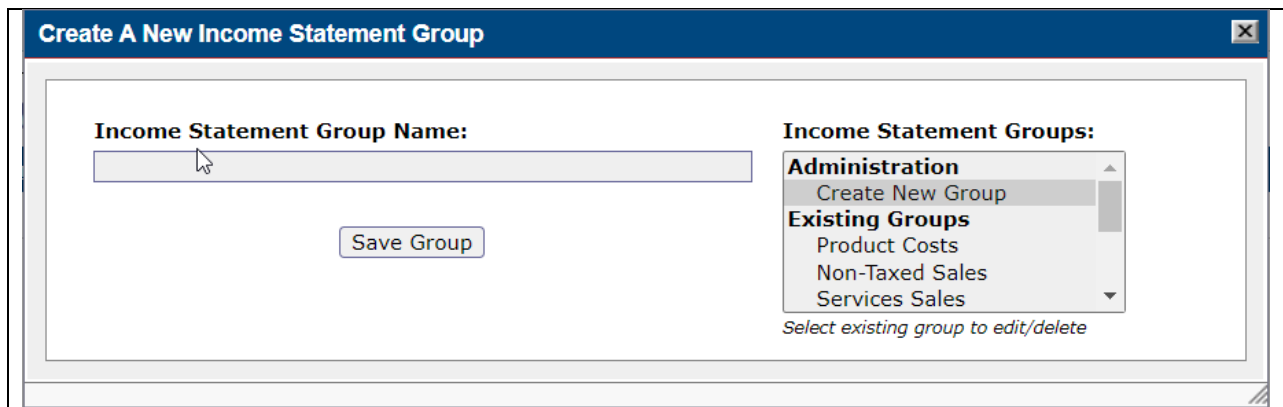 Create A New Income Statement Group
Income Statement Group Name:
Save Group
Income Statement Groups:
Administration
Create New Group
Existing Groups
Product Costs
Non-Taxed Sales
Services Sales
Select existing group to edit/delete